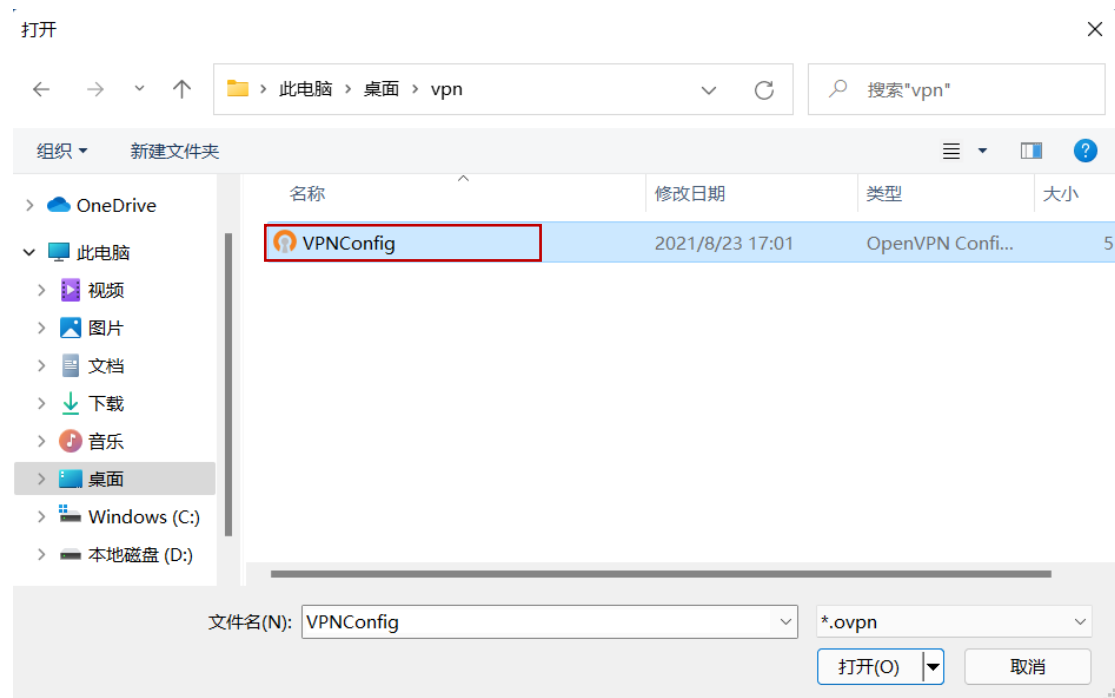 打开
此电脑 桌面 vpn
搜索"vpn"
组织 新建文件夹
名称 修改日期 类型 大小
OneDrive
此电脑
视频
图片
文档
下载
音乐
桌面
Windows (C:)
本地磁盘 (D:)
VPNConfig 2021/8/23 17:01 OpenVPN Confi... 5
文件名(N): VPNConfig *.ovpn
打开(O) 取消